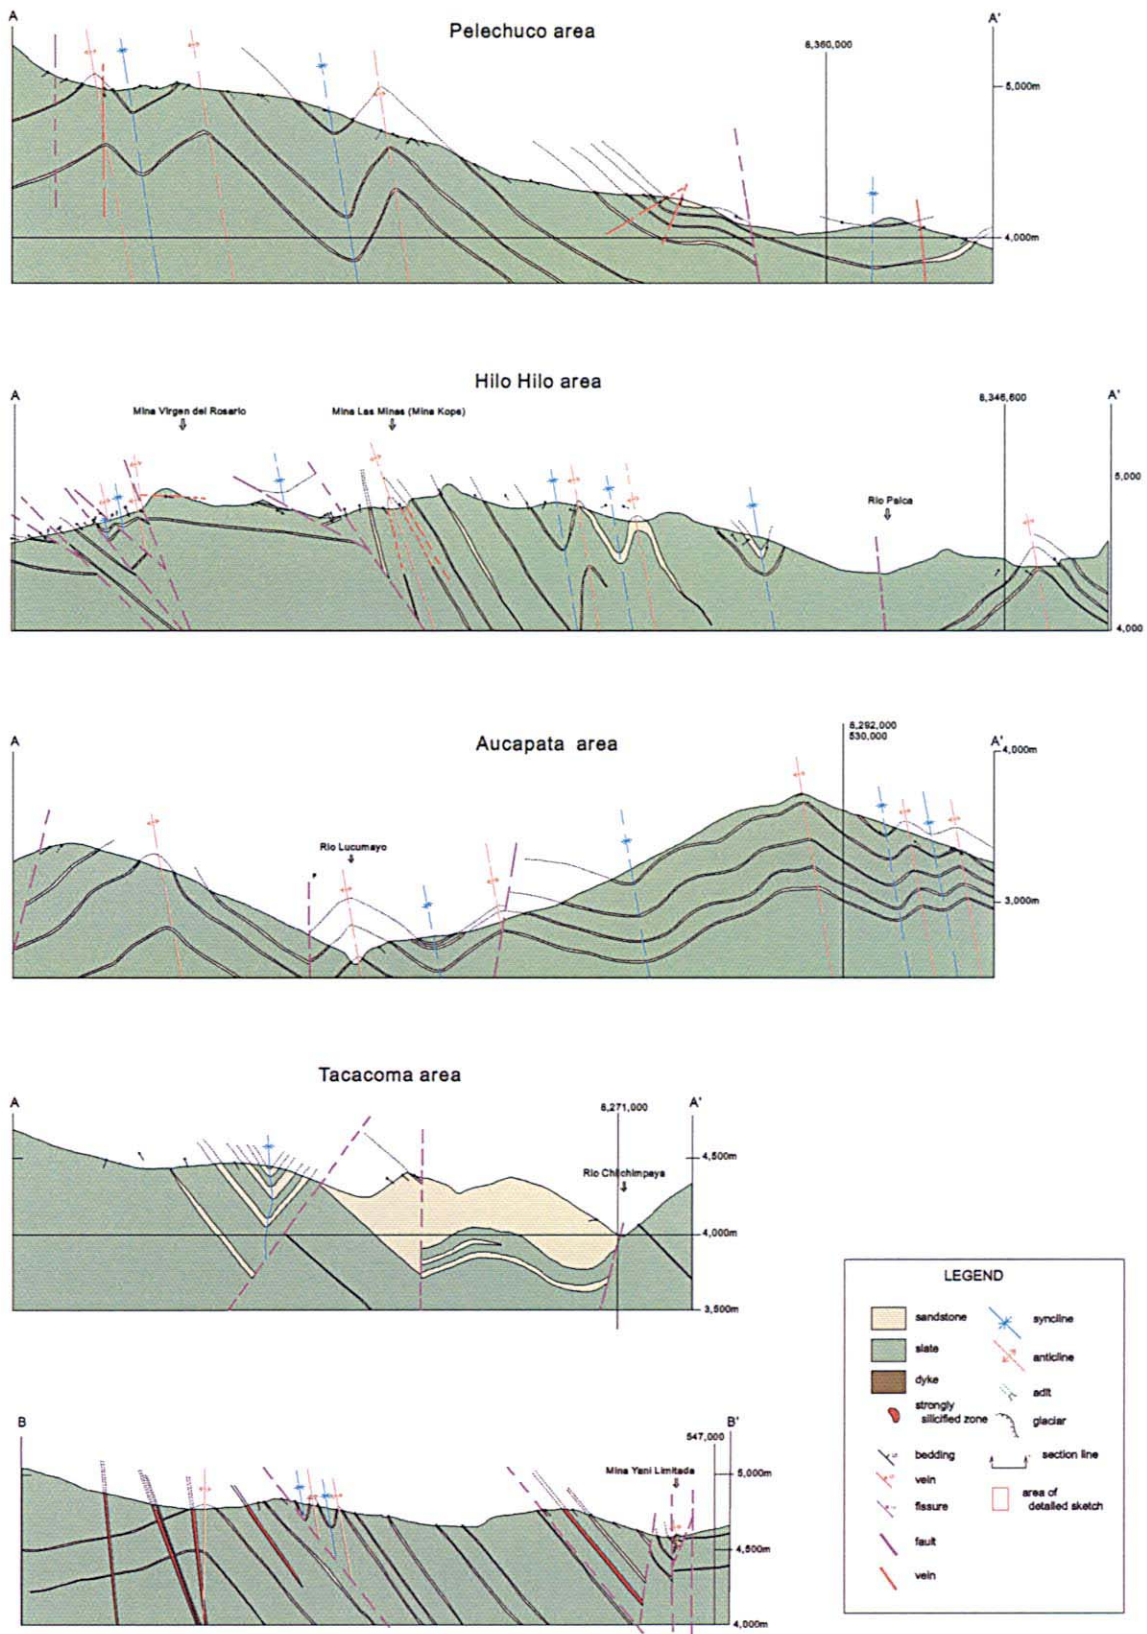 A
Pelechuco area
A'
8,360,000
5,000m
4,000m
Hilo Hilo area
A
A'
Mina Virgen del Rosario
Mina Las Minas (Mina Kope)
8,346,600
5,000
Rio Palca
4,000
A
Aucapata area
8,292,000
530,000
A'
4,000m
Rio Lucumayo
3,000m
Tacacoma area
A
8,271,000
A'
4,500m
Rio Chilchimpaya
4,000m
3,500m
B
B'
547,000
Mina Yani Limitada
5,000m
4,500m
4,000m
LEGEND
sandstone
syncline
slate
anticline
dyke
adit
strongly
silicified zone
glaciar
bedding
section line
vein
area of
detailed sketch
fissure
fault
vein